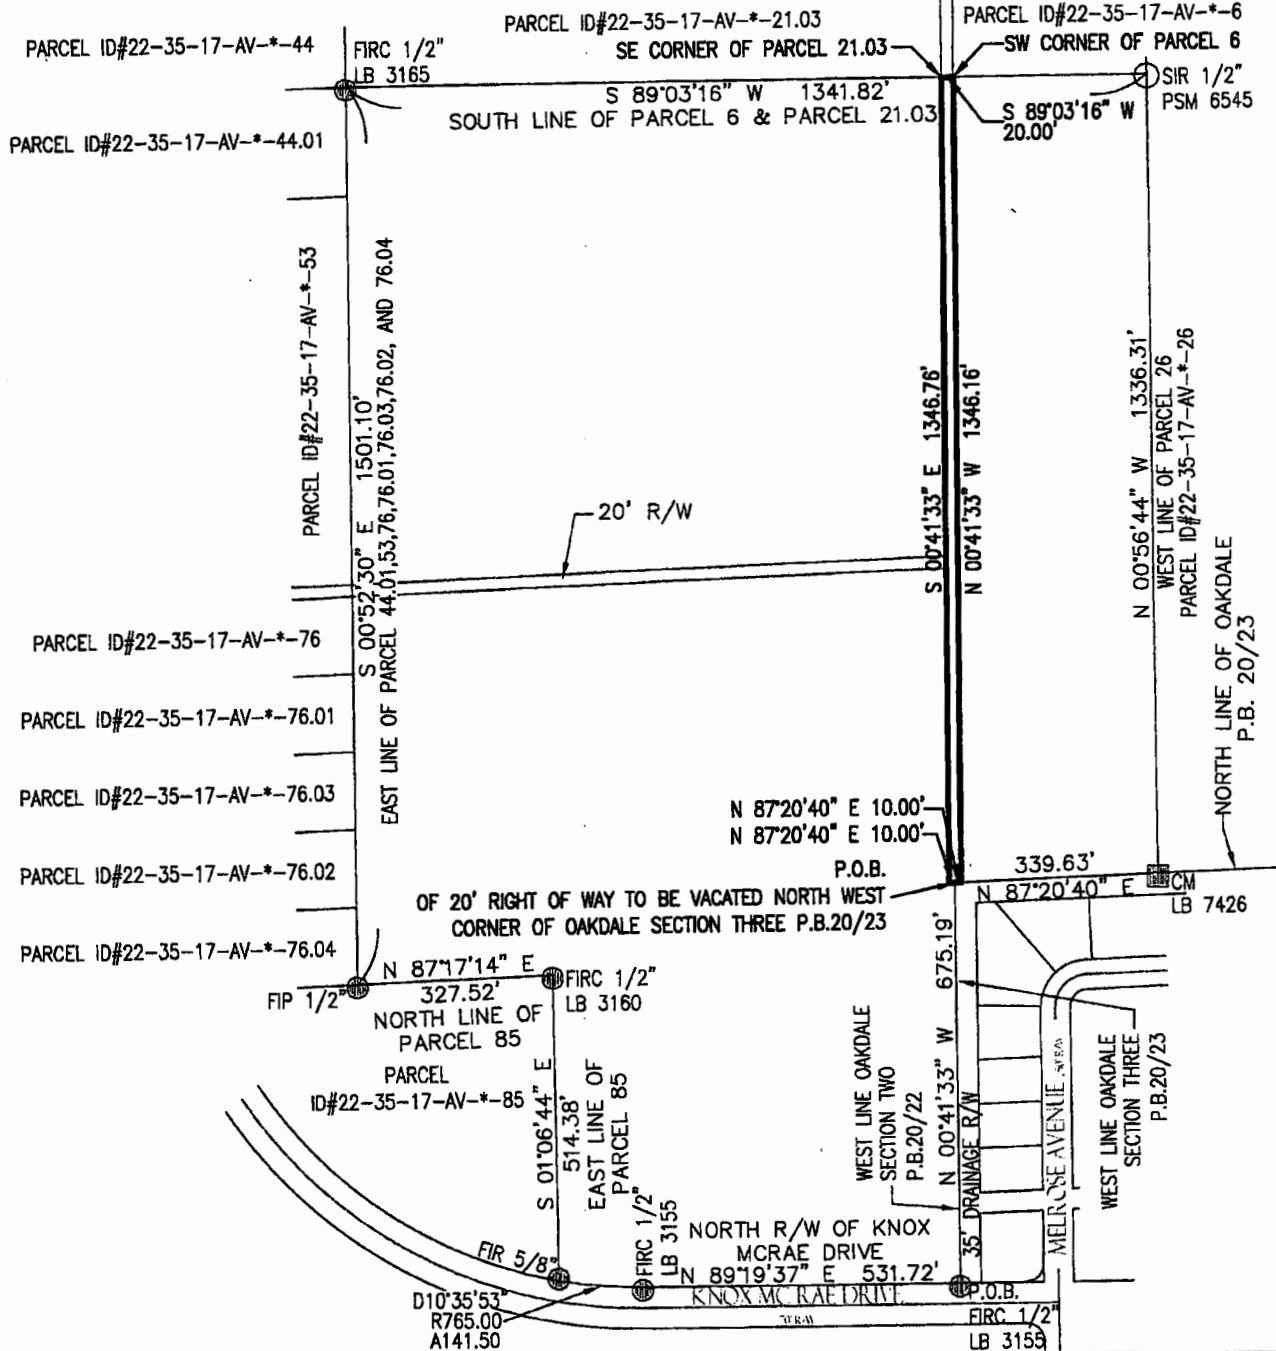 PARCEL ID#22-35-17-AV-*-21.03
PARCEL ID#22-35-17-AV-*-6
PARCEL ID#22-35-17-AV-*-44
FIRC 1/2"
LB 3165
SE CORNER OF PARCEL 21.03
SW CORNER OF PARCEL 6
SIR 1/2"
PSM 6545
S 89°03'16" W 1341.82'
SOUTH LINE OF PARCEL 6 & PARCEL 21.03
S 89°03'16" W
20.00'
PARCEL ID#22-35-17-AV-*-44.01
PARCEL ID#22-35-17-AV-*-53
S 00°52'30" E 1501.10'
EAST LINE OF PARCEL 44.01,53,76,76.01,76.03,76.02, AND 76.04
S 00°41'33" E 1346.76'
N 00°41'33" W 1346.16'
N 00°56'44" W 1336.31'
WEST LINE OF PARCEL 26
PARCEL ID#22-35-17-AV-*-26
20' R/W
NORTH LINE OF OAKDALE
P.B. 20/23
PARCEL ID#22-35-17-AV-*-76
PARCEL ID#22-35-17-AV-*-76.01
PARCEL ID#22-35-17-AV-*-76.03
PARCEL ID#22-35-17-AV-*-76.02
PARCEL ID#22-35-17-AV-*-76.04
N 87°20'40" E 10.00'
N 87°20'40" E 10.00'
P.O.B.
OF 20' RIGHT OF WAY TO BE VACATED NORTH WEST
CORNER OF OAKDALE SECTION THREE P.B.20/23
339.63'
N 87°20'40" E
CM
LB 7426
N 87°17'14" E
327.52'
FIP 1/2"
FIRC 1/2"
LB 3160
NORTH LINE OF
PARCEL 85
PARCEL
ID#22-35-17-AV-*-85
S 01°06'44" E
514.38'
EAST LINE OF
PARCEL 85
WEST LINE OAKDALE
SECTION TWO
P.B.20/22
N 00°41'33" W 675.19'
35' DRAINAGE R/W
MELROSE AVENUE
WEST LINE OAKDALE
SECTION THREE
P.B.20/23
FIR 5/8"
FIRC 1/2"
LB 3155
NORTH R/W OF KNOX
MCRAE DRIVE
N 89°19'37" E 531.72'
KNOX MC RAE DRIVE
D10°35'53"
R765.00
A141.50
P.O.B.
FIRC 1/2"
LB 3155